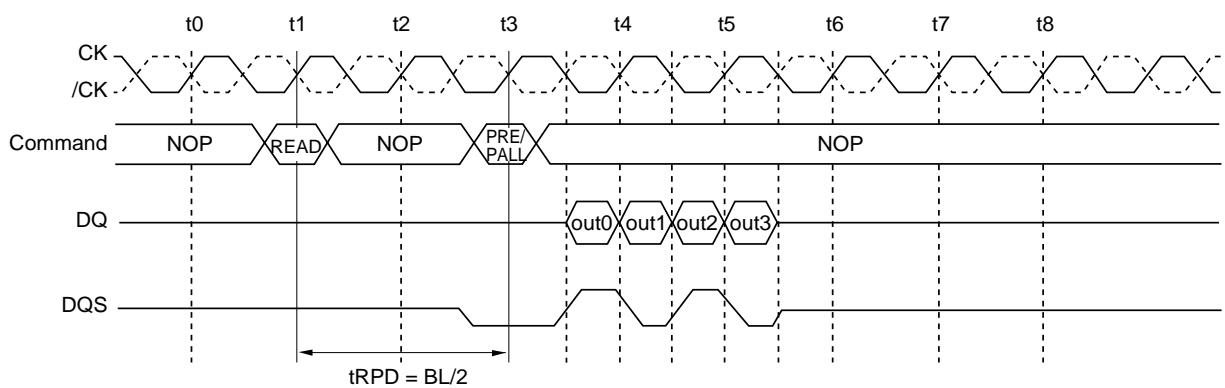 t0 t1 t2 t3 t4 t5 t6 t7 t8
CK
/CK
Command NOP READ NOP PRE/ PALL NOP
DQ out0 out1 out2 out3
DQS
tRPD = BL/2